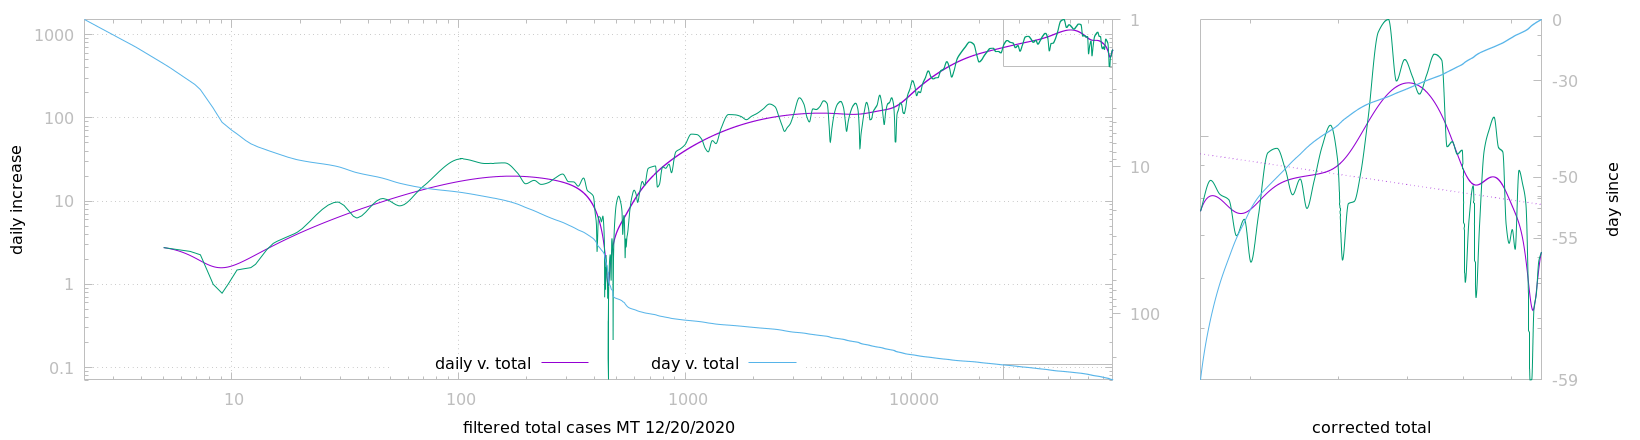 1000
100
10
1
0.1
daily increase
10
100
1000
10000
filtered total cases MT 12/20/2020
daily v. total
day v. total
1
10
100
0
-30
-50
-55
-59
day since
corrected total